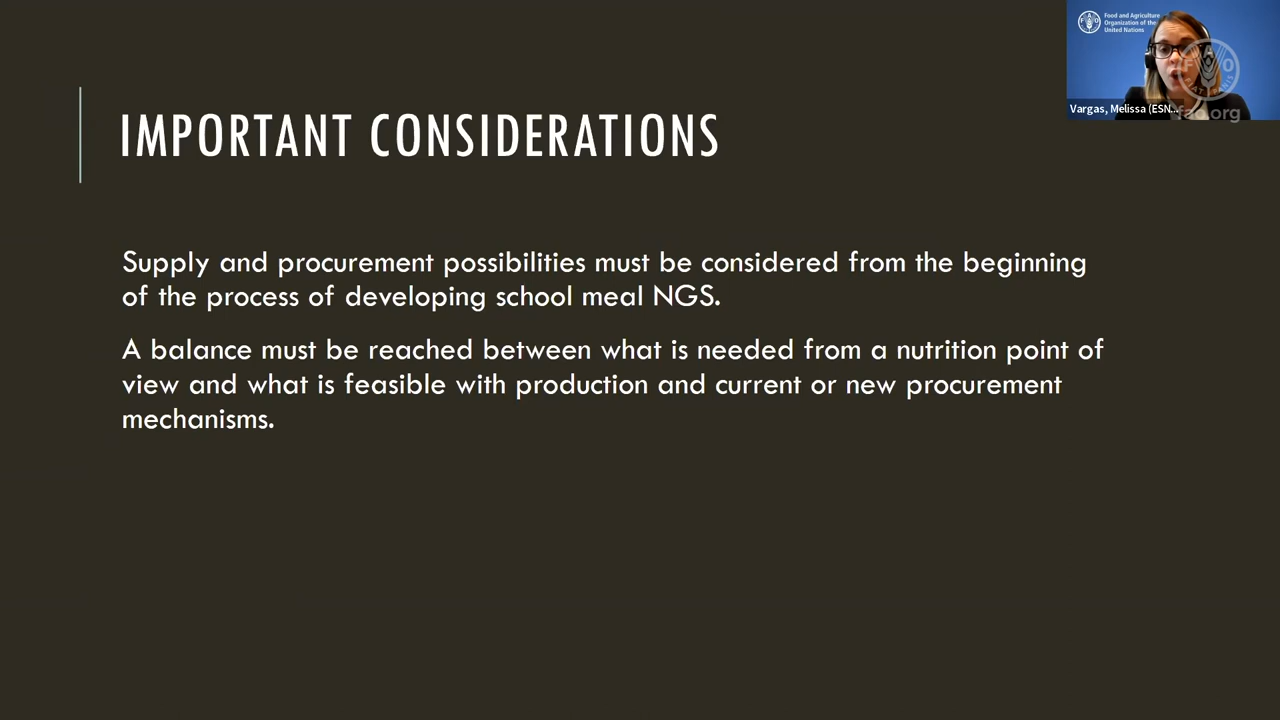 Food and Agriculture
Organization of the
United Nations
Vargas, Melissa (ESN...
fao.org
IMPORTANT CONSIDERATIONS
Supply and procurement possibilities must be considered from the beginning
of the process of developing school meal NGS.
A balance must be reached between what is needed from a nutrition point of
view and what is feasible with production and current or new procurement
mechanisms.